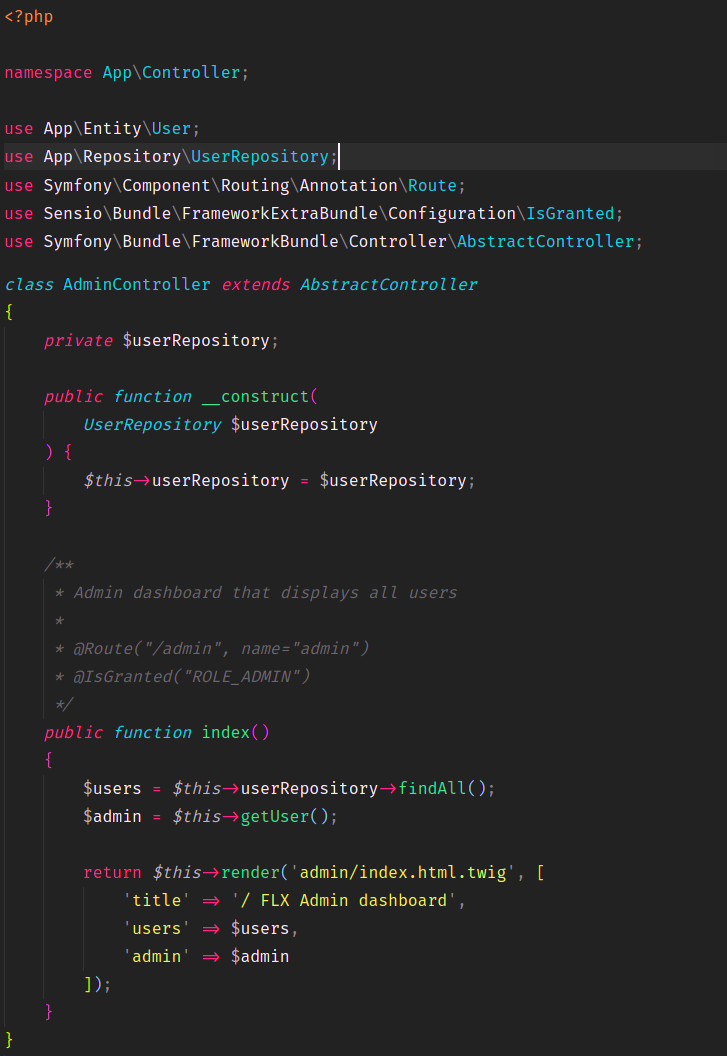 <?php
namespace App\Controller;
use App\Entity\User;
use App\Repository\UserRepository;
use Symfony\Component\Routing\Annotation\Route;
use Sensio\Bundle\FrameworkExtraBundle\Configuration\IsGranted;
use Symfony\Bundle\FrameworkBundle\Controller\AbstractController;
class AdminController extends AbstractController
{
    private $userRepository;
    public function __construct(
        UserRepository $userRepository
    ) {
        $this->userRepository = $userRepository;
    }
    /**
     * Admin dashboard that displays all users
     *
     * @Route("/admin", name="admin")
     * @IsGranted("ROLE_ADMIN")
     */
    public function index()
    {
        $users = $this->userRepository->findAll();
        $admin = $this->getUser();
        return $this->render('admin/index.html.twig', [
            'title' => '/ FLX Admin dashboard',
            'users' => $users,
            'admin' => $admin
        ]);
    }
}